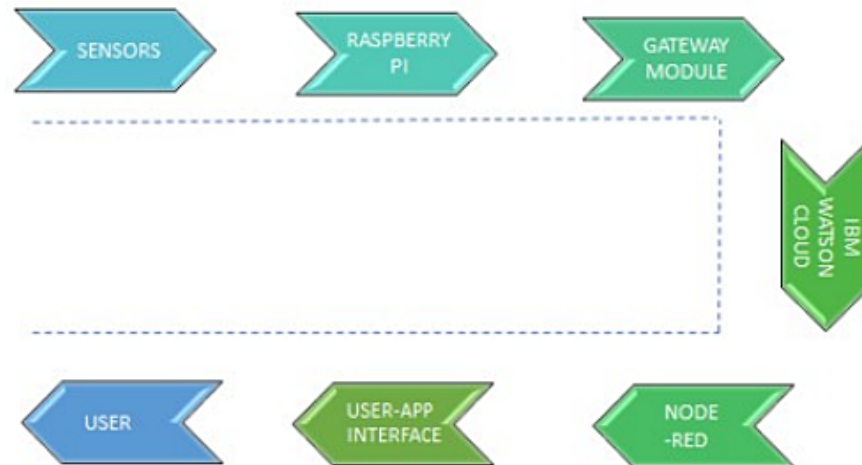 SENSORS
RASPBERRY
PI
GATEWAY
MODULE
IBM
WATSON
CLOUD
NODE
-RED
USER-APP
INTERFACE
USER